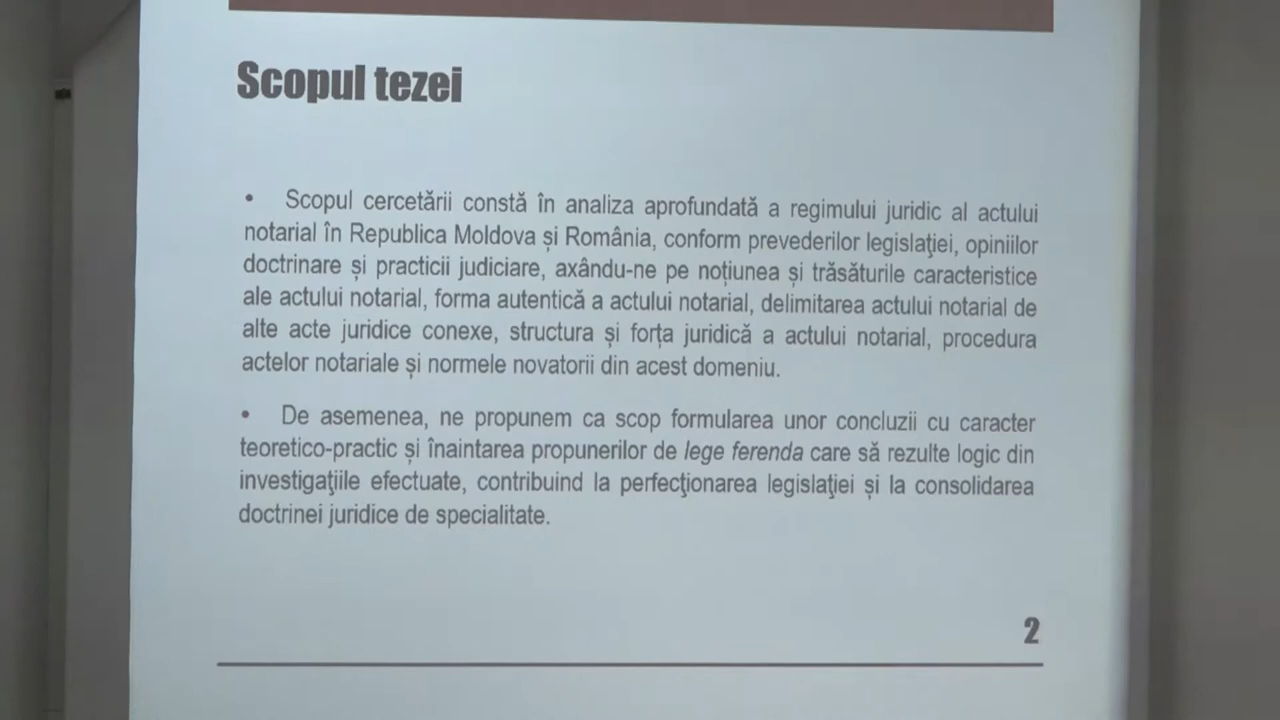 Scopul tezei
• Scopul cercetării constă în analiza aprofundată a regimului juridic al actului
notarial în Republica Moldova și România, conform prevederilor legislaţiei, opiniilor
doctrinare și practicii judiciare, axându-ne pe noțiunea și trăsăturile caracteristice
ale actului notarial, forma autentică a actului notarial, delimitarea actului notarial de
alte acte juridice conexe, structura și forța juridică a actului notarial, procedura
actelor notariale și normele novatorii din acest domeniu.
• De asemenea, ne propunem ca scop formularea unor concluzii cu caracter
teoretico-practic și înaintarea propunerilor de lege ferenda care să rezulte logic din
investigaţiile efectuate, contribuind la perfecţionarea legislaţiei și la consolidarea
doctrinei juridice de specialitate.
2